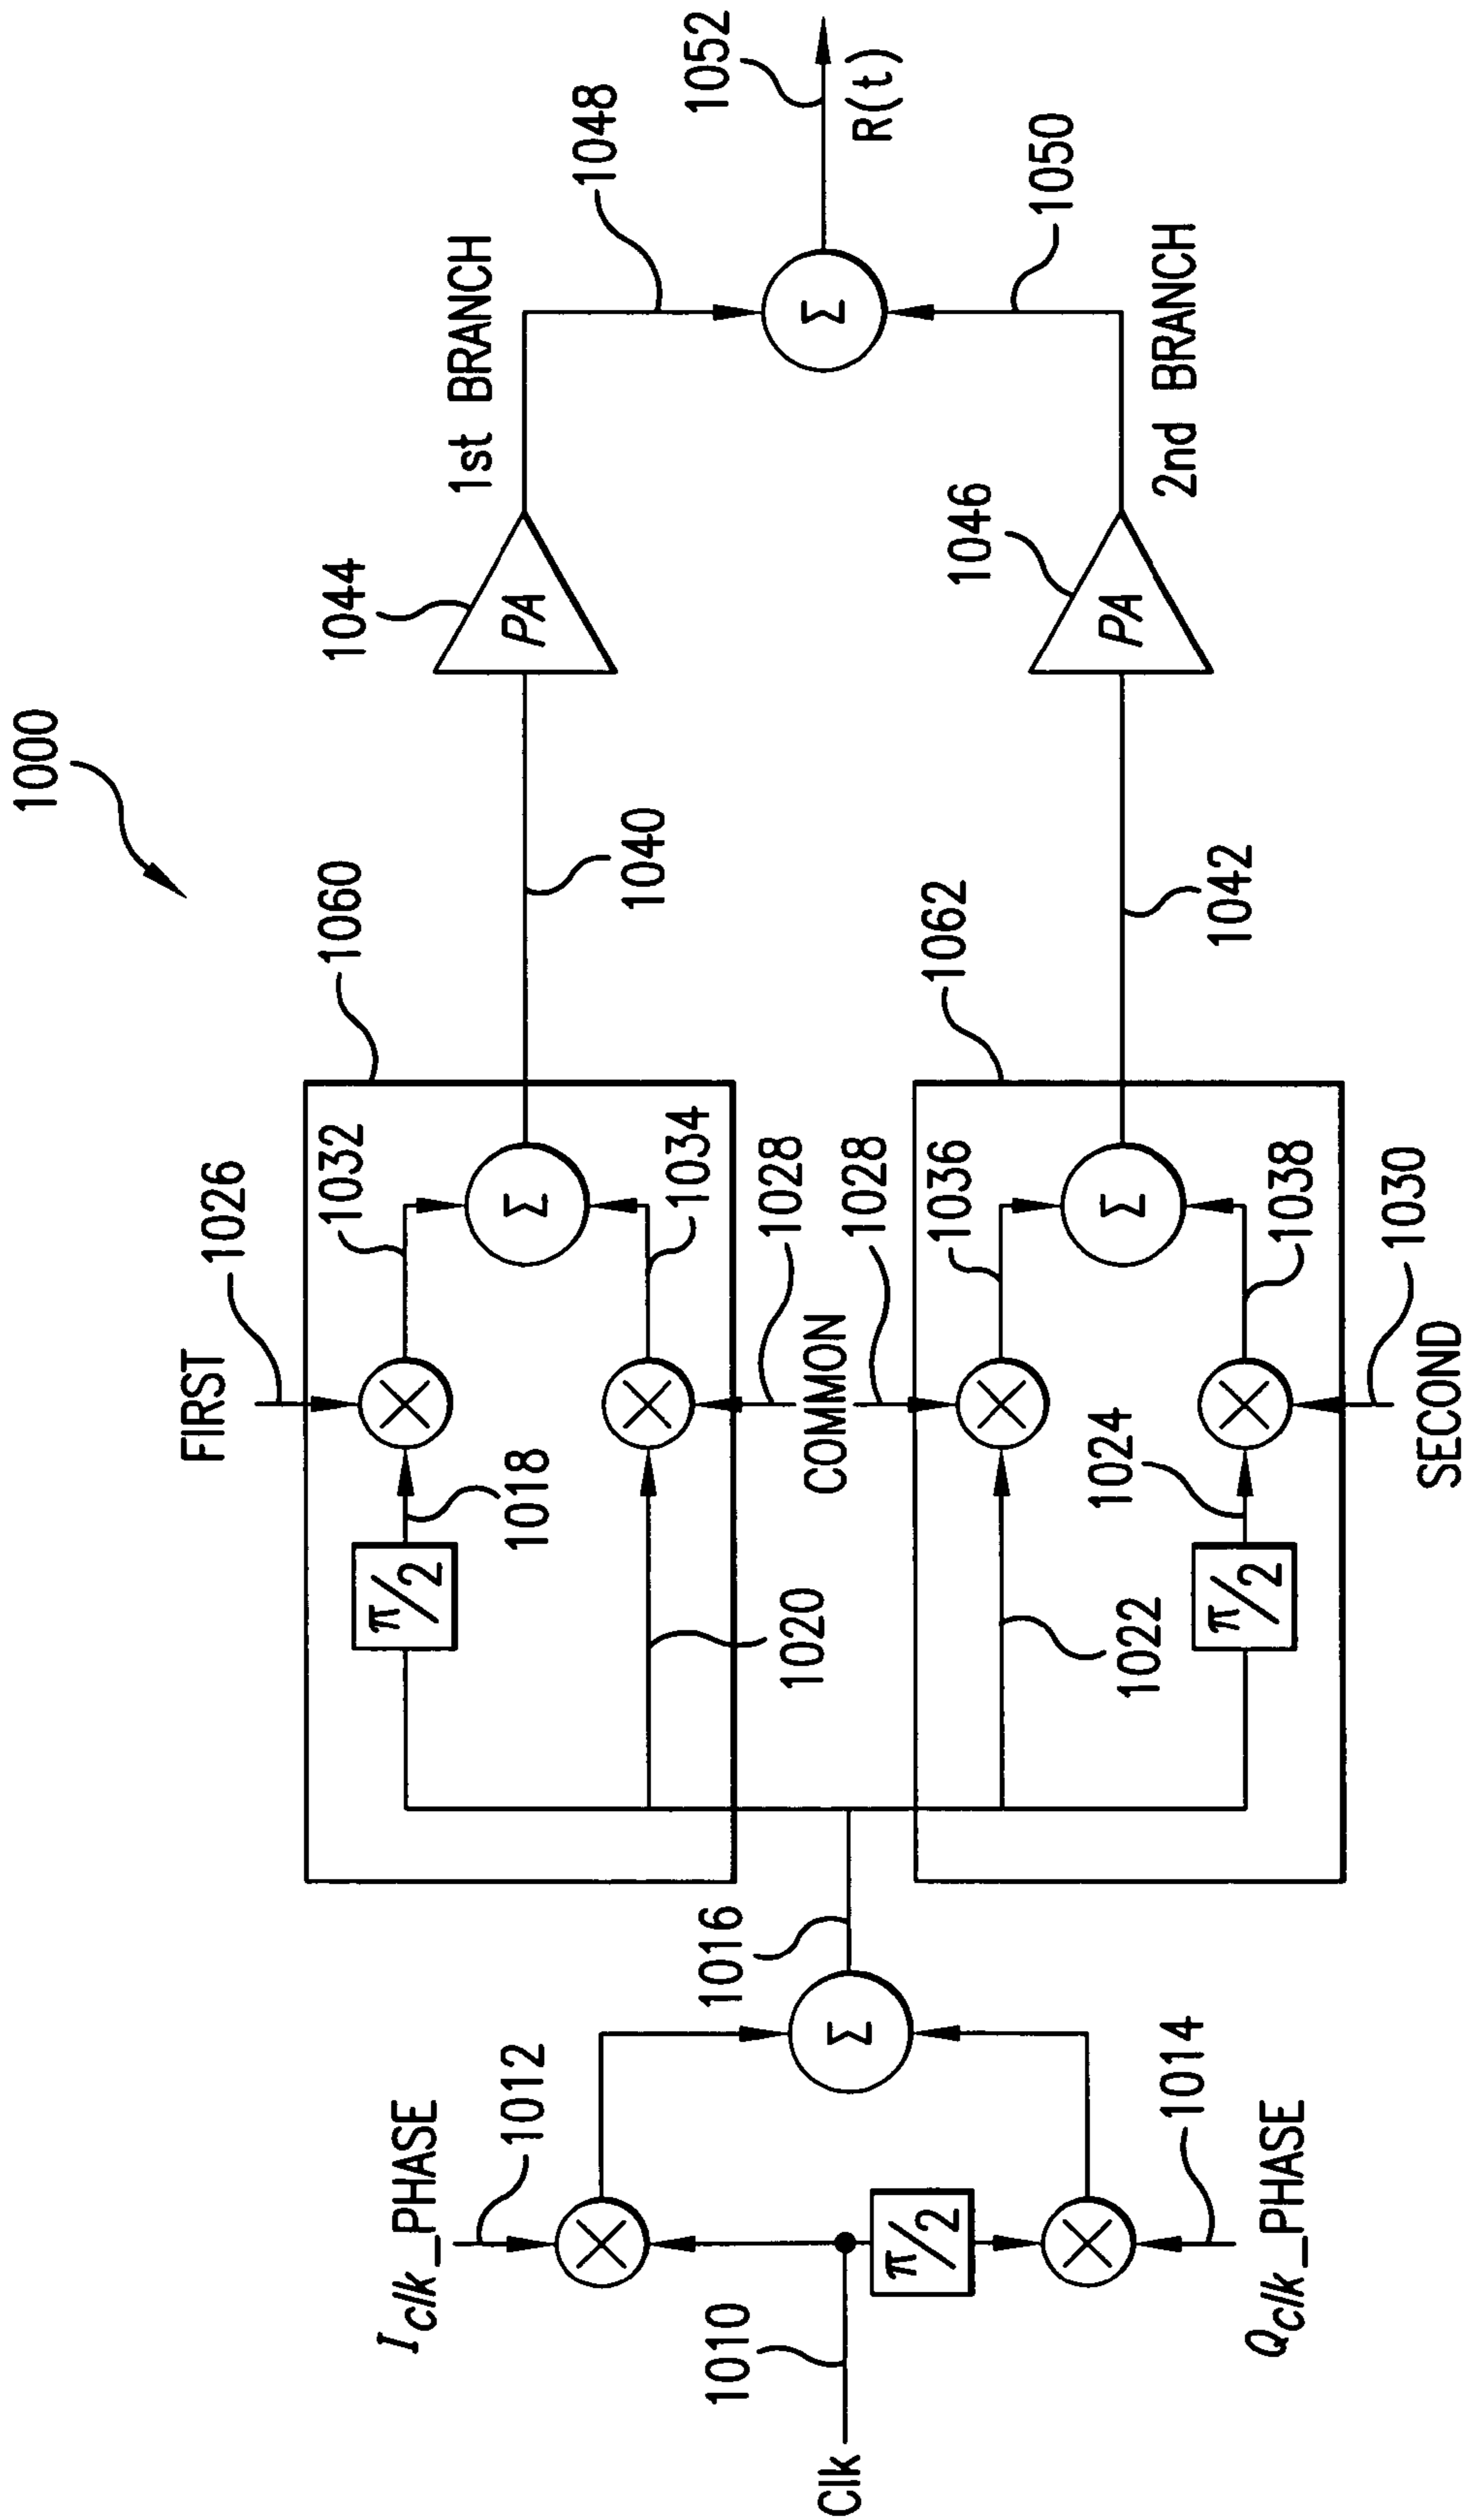 1000
Clk
1010
I_clk_PHASE
1012
π/2
Q_clk_PHASE
1014
Σ
1016
1060
FIRST
1026
π/2
1018
1032
Σ
1034
1020
1028
COMMON
1028
1062
1022
1036
Σ
π/2
1024
1038
SECOND
1030
1040
1042
1044
PA
1st BRANCH
1046
PA
2nd BRANCH
1048
Σ
1050
1052
R(t)